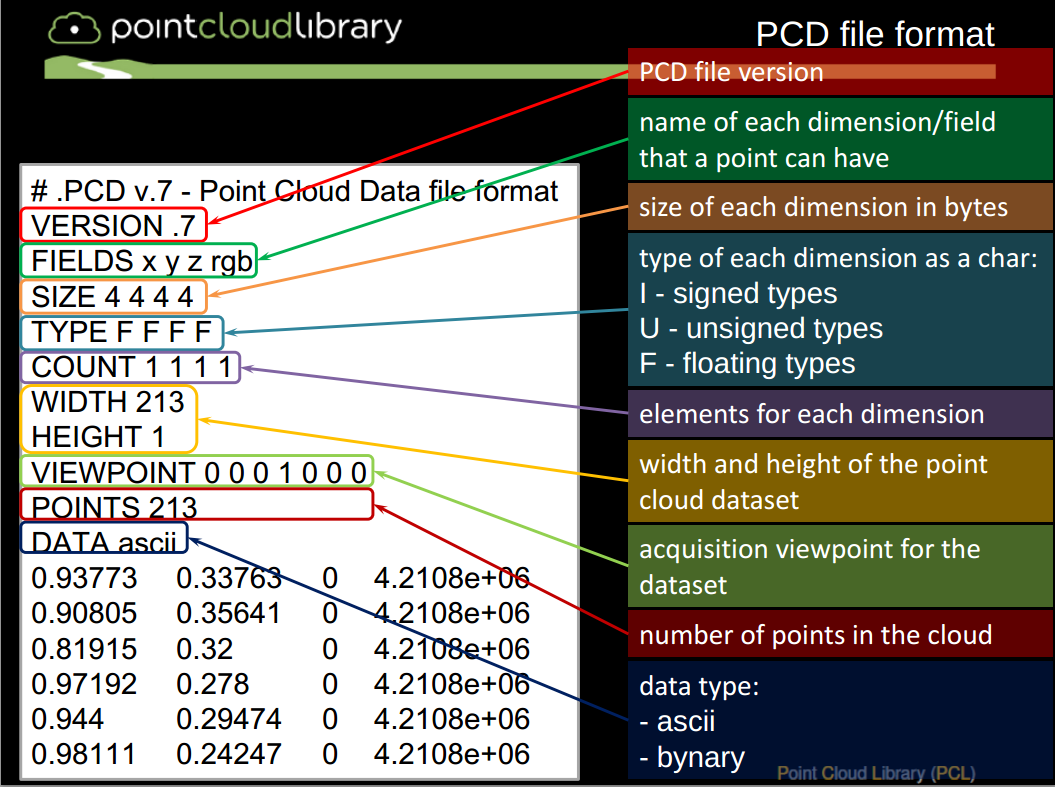 pointcloudlibrary
PCD file format
# .PCD v.7 - Point Cloud Data file format
VERSION .7
FIELDS x y z rgb
SIZE 4 4 4 4
TYPE F F F F
COUNT 1 1 1 1
WIDTH 213
HEIGHT 1
VIEWPOINT 0 0 0 1 0 0 0
POINTS 213
DATA ascii
0.93773 0.33763 0 4.2108e+06
0.90805 0.35641 0 4.2108e+06
0.81915 0.32 0 4.2108e+06
0.97192 0.278 0 4.2108e+06
0.944 0.29474 0 4.2108e+06
0.98111 0.24247 0 4.2108e+06
PCD file version
name of each dimension/field
that a point can have
size of each dimension in bytes
type of each dimension as a char:
I - signed types
U - unsigned types
F - floating types
elements for each dimension
width and height of the point
cloud dataset
acquisition viewpoint for the
dataset
number of points in the cloud
data type:
- ascii
- bynary
Point Cloud Library (PCL)